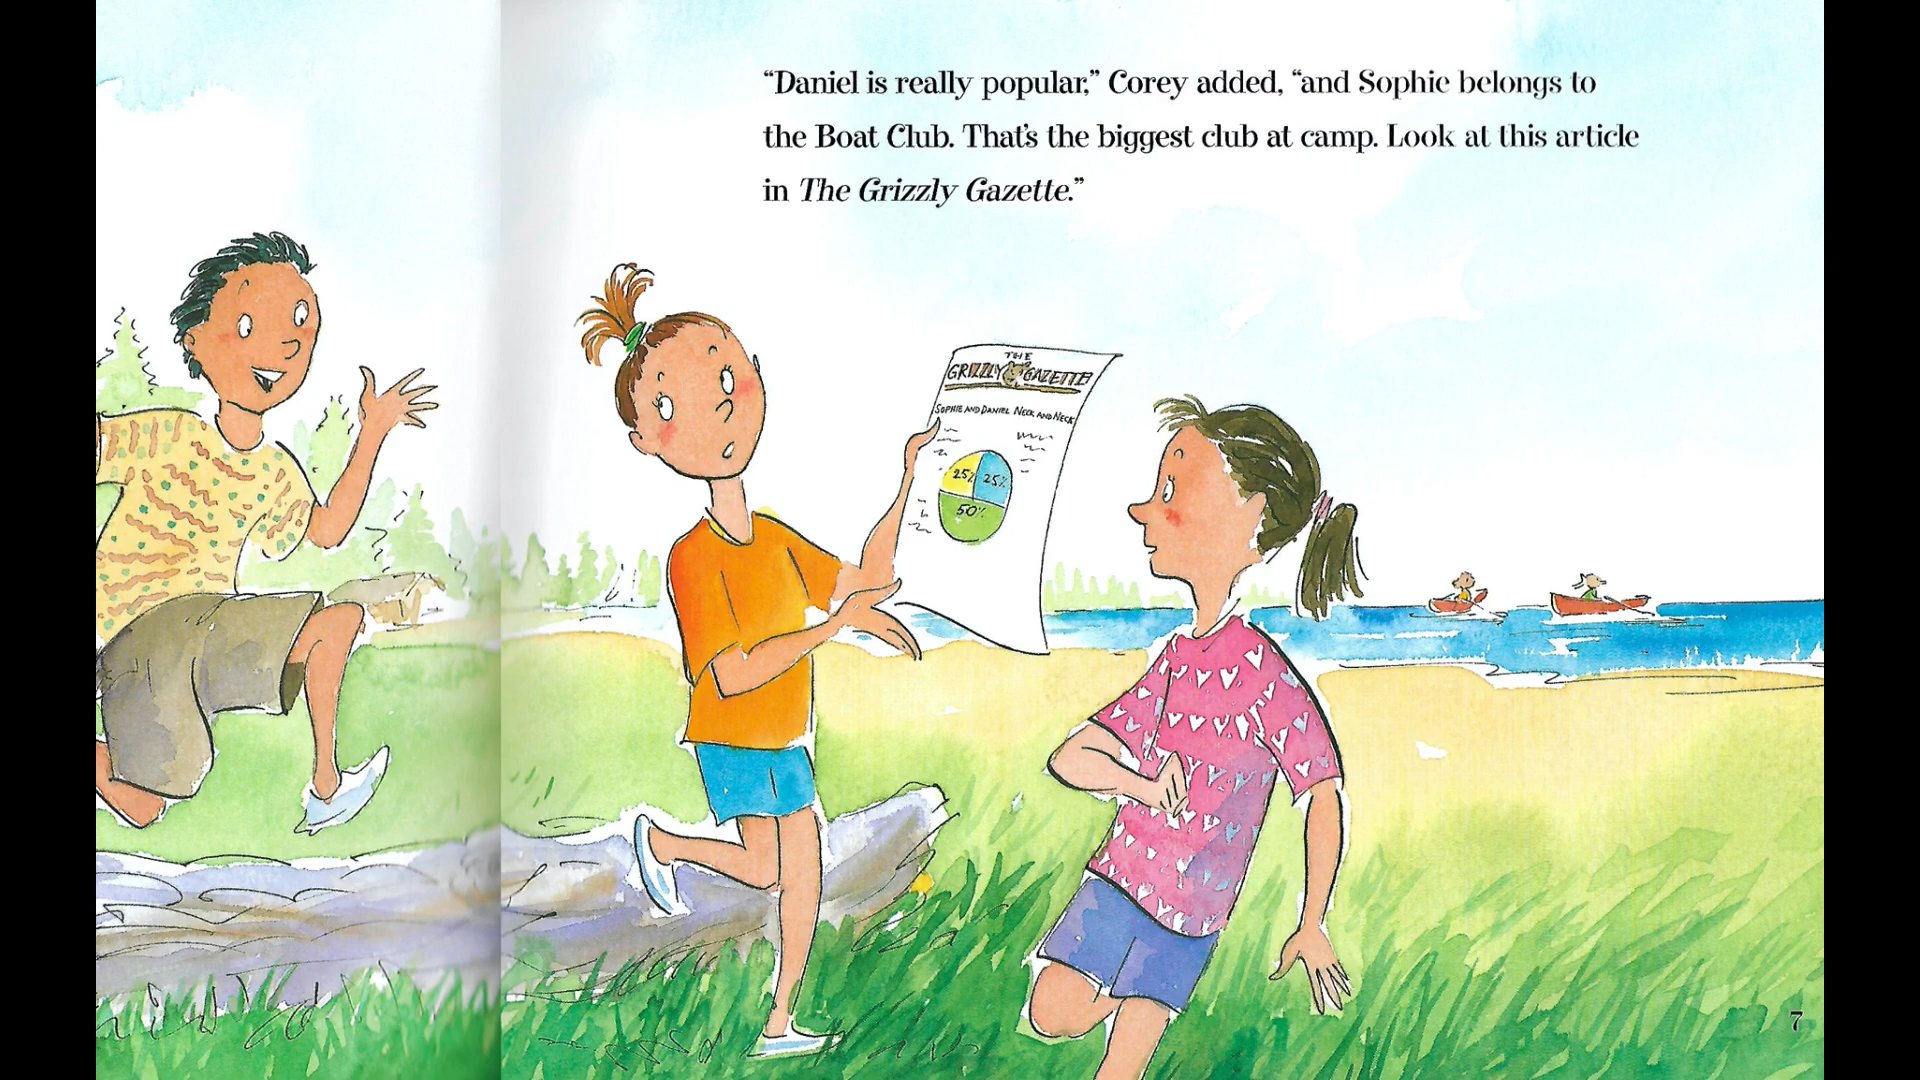 “Daniel is really popular,” Corey added, “and Sophie belongs to
the Boat Club. That’s the biggest club at camp. Look at this article
in The Grizzly Gazette.”
THE
GRIZZLY GAZETTE
SOPHIE AND DANIEL NECK AND NECK
25% 25%
50%
7